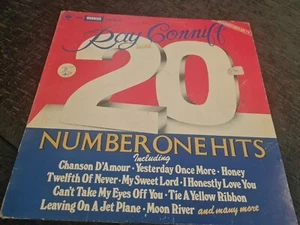 Ray Conniff
20
NUMBER ONE HITS
Including
Chanson D'Amour · Yesterday Once More · Honey
Twelfth Of Never · My Sweet Lord · I Honestly Love You
Can't Take My Eyes Off You · Tie A Yellow Ribbon
Leaving On A Jet Plane · Moon River and many more